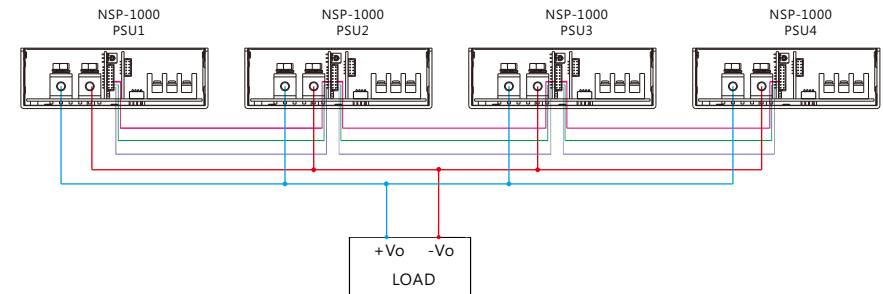 NSP-1000
PSU1
NSP-1000
PSU2
NSP-1000
PSU3
NSP-1000
PSU4
+Vo -Vo
LOAD